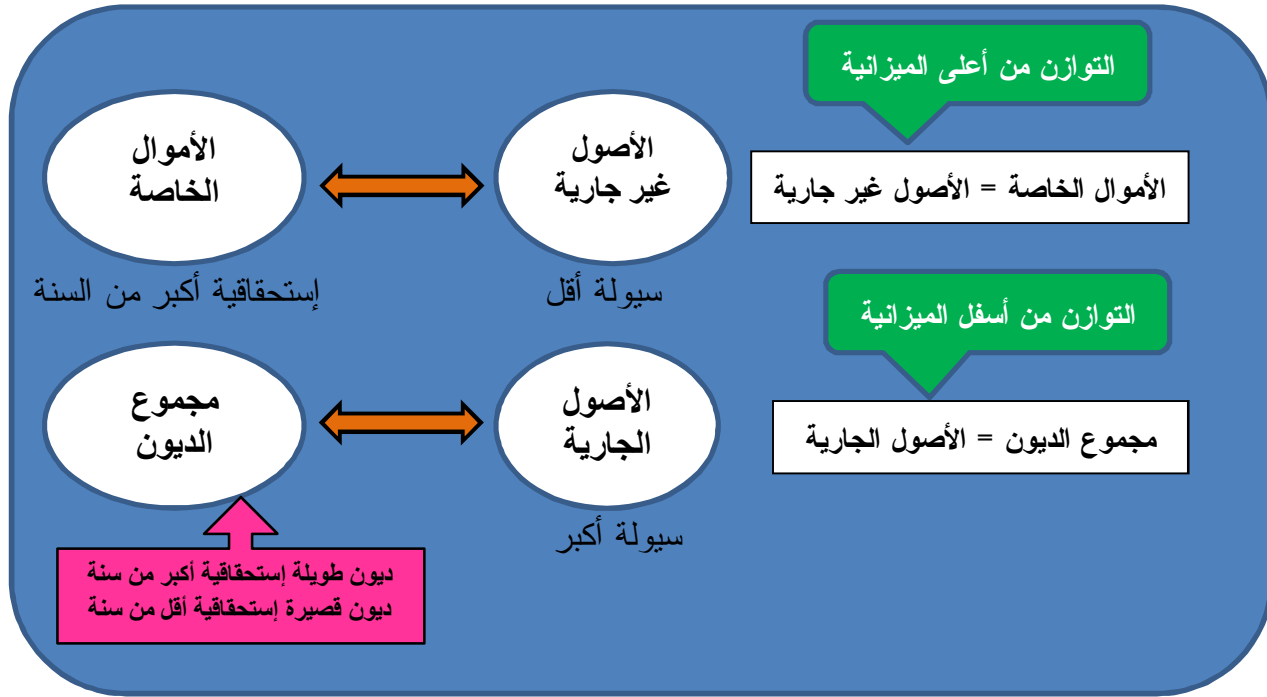 التوازن من أعلى الميزانية
الأموال الخاصة = الأصول غير جارية
الأصول
غير جارية
سيولة أقل
الأموال
الخاصة
إستحقاقية أكبر من السنة
التوازن من أسفل الميزانية
مجموع الديون = الأصول الجارية
الأصول
الجارية
سيولة أكبر
مجموع
الديون
ديون طويلة إستحقاقية أكبر من سنة
ديون قصيرة إستحقاقية أقل من سنة